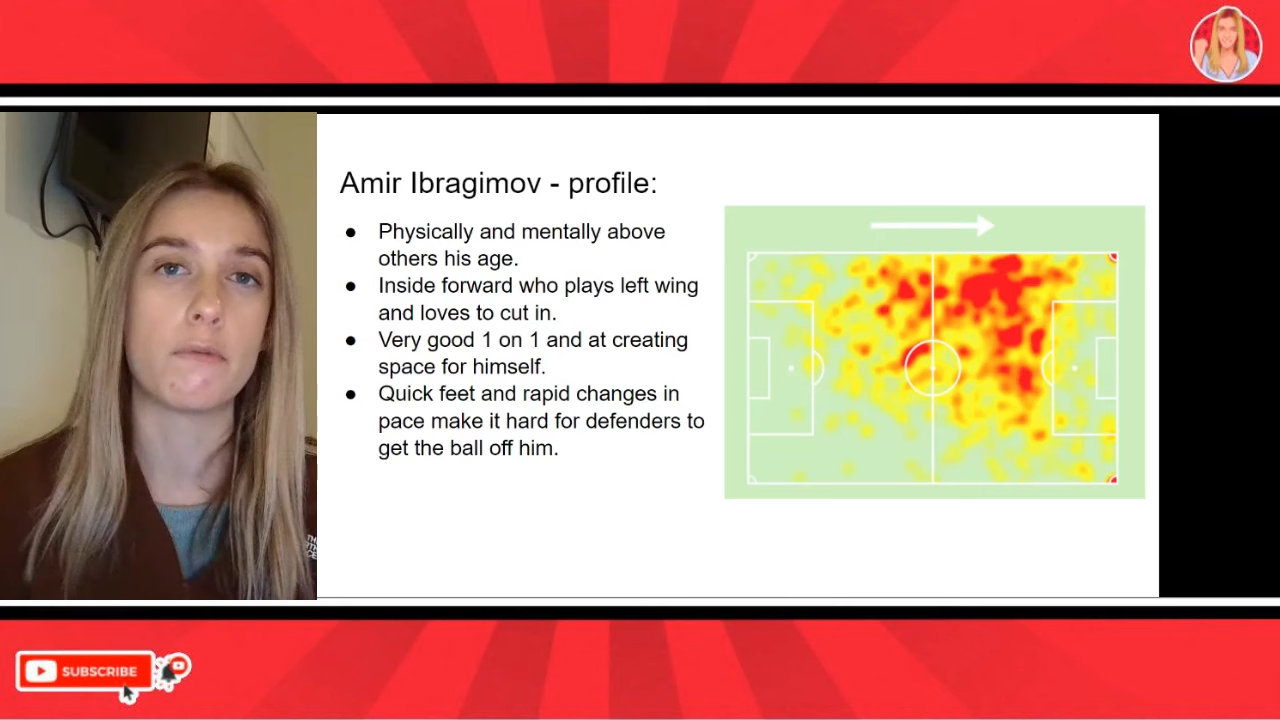 Amir Ibragimov - profile:
● Physically and mentally above
others his age.
● Inside forward who plays left wing
and loves to cut in.
● Very good 1 on 1 and at creating
space for himself.
● Quick feet and rapid changes in
pace make it hard for defenders to
get the ball off him.
SUBSCRIBE